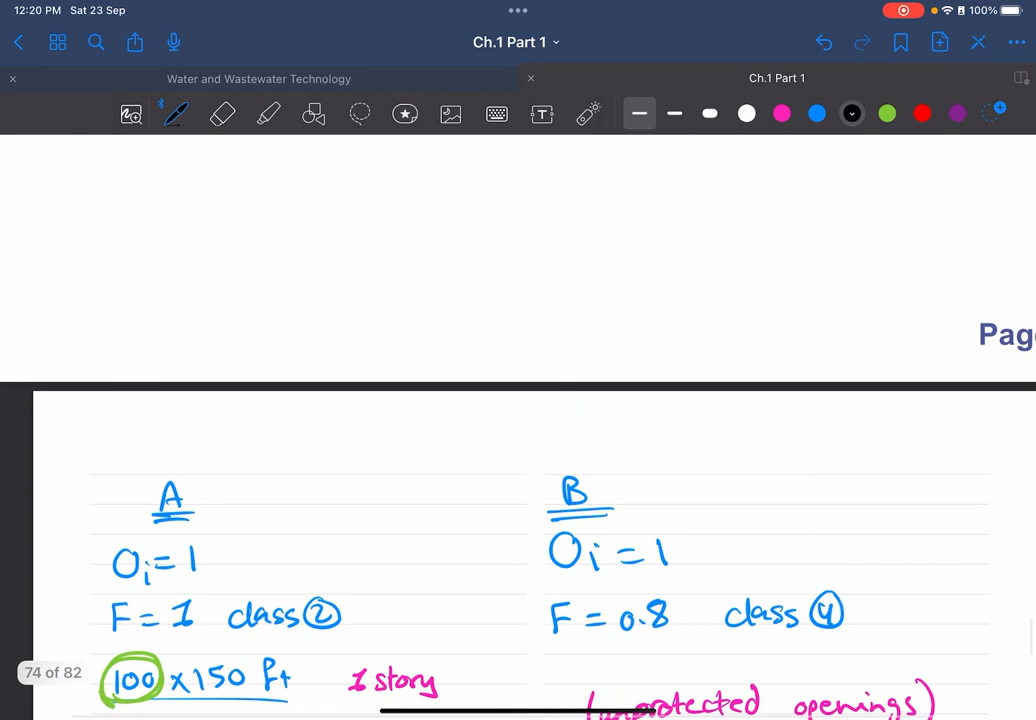 12:20 PM Sat 23 Sep
100%
Ch.1 Part 1
Water and Wastewater Technology
Ch.1 Part 1
A
Oi = 1
F = 1 class 2
100 x 150 ft 1 story
B
Oi = 1
F = 0.8 class 4
(unprotected openings)
74 of 82